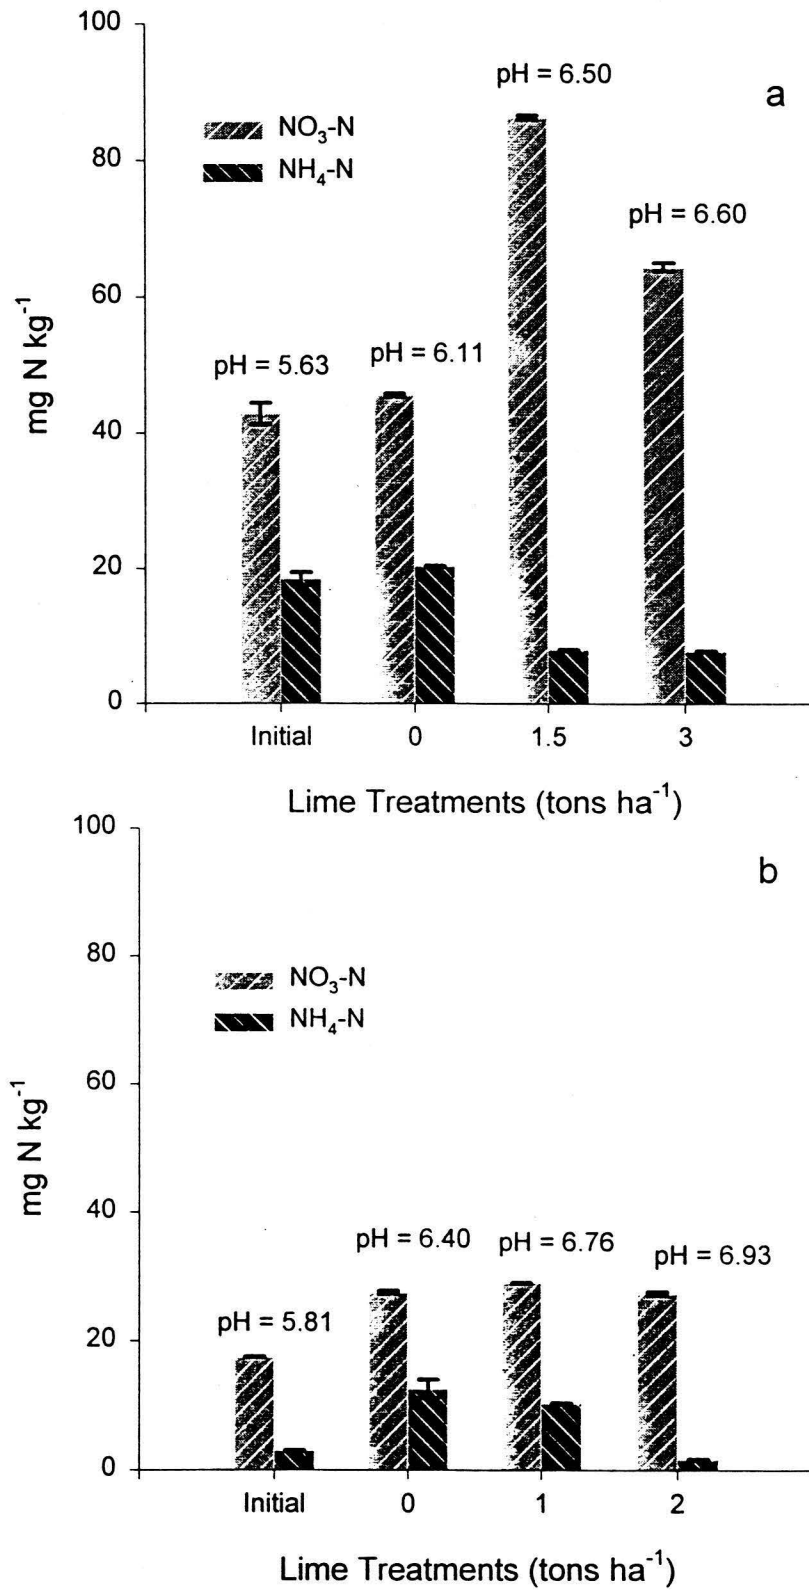 100
a
pH = 6.50
NO₃-N
NH₄-N
80
pH = 6.60
60
pH = 5.63
pH = 6.11
40
20
0
mg N kg⁻¹
Initial 0 1.5 3
Lime Treatments (tons ha⁻¹)
100
b
80
NO₃-N
NH₄-N
60
40
pH = 6.40
pH = 6.76
pH = 6.93
20
pH = 5.81
0
mg N kg⁻¹
Initial 0 1 2
Lime Treatments (tons ha⁻¹)